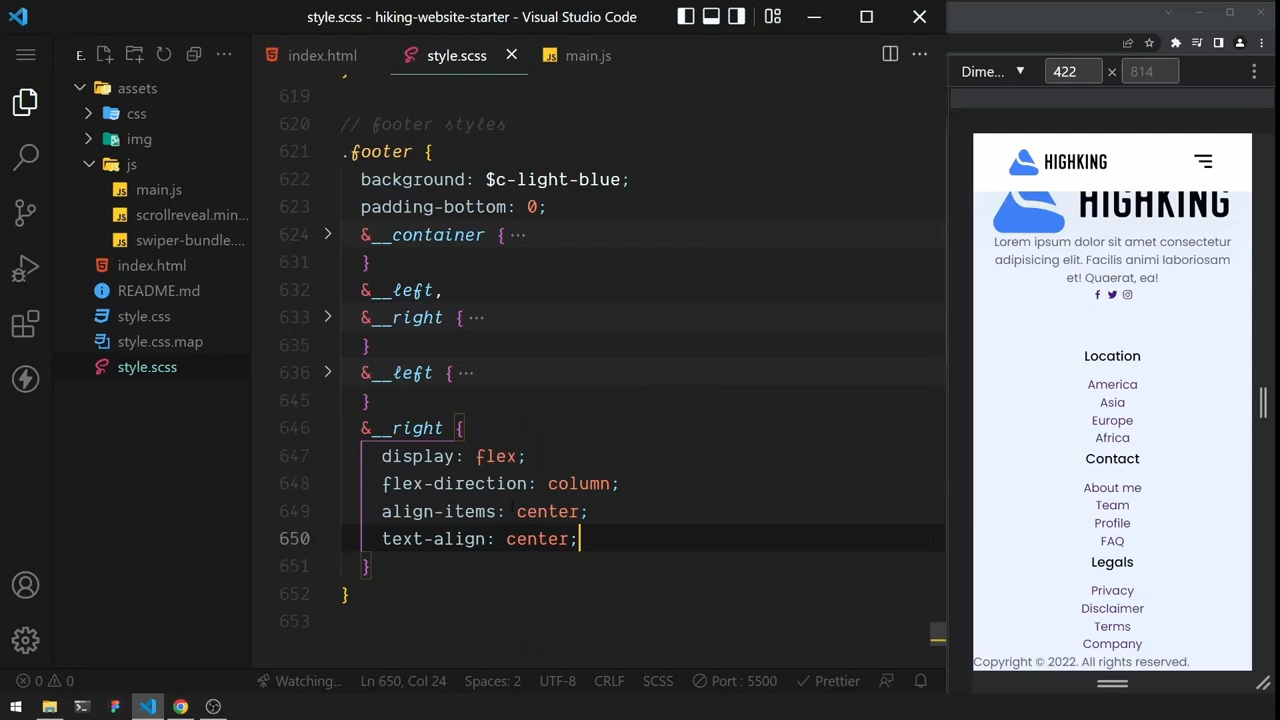 style.scss - hiking-website-starter - Visual Studio Code
E.
index.html
style.scss
main.js
assets
css
img
js
main.js
scrollreveal.min...
swiper-bundle....
index.html
README.md
style.css
style.css.map
style.scss
619
620 // footer styles
621 .footer {
622 background: $c-light-blue;
623 padding-bottom: 0;
624 &__container { ...
631 }
632 &__left,
633 &__right { ...
635 }
636 &__left { ...
645 }
646 &__right {
647 display: flex;
648 flex-direction: column;
649 align-items: center;
650 text-align: center;
651 }
652 }
653
0 0 Watching... Ln 650, Col 24 Spaces: 2 UTF-8 CRLF SCSS Port : 5500 Prettier
Dime... 422 × 814
HIGHKING
HIGHKING
Lorem ipsum dolor sit amet consectetur
adipisicing elit. Facilis animi laboriosam
et! Quaerat, ea!
Location
America
Asia
Europe
Africa
Contact
About me
Team
Profile
FAQ
Legals
Privacy
Disclaimer
Terms
Company
Copyright © 2022. All rights reserved.